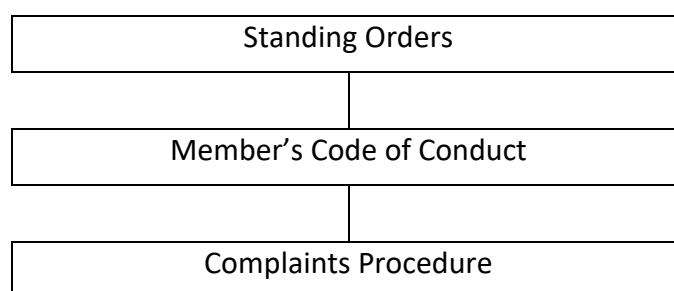 Standing Orders
Member’s Code of Conduct
Complaints Procedure